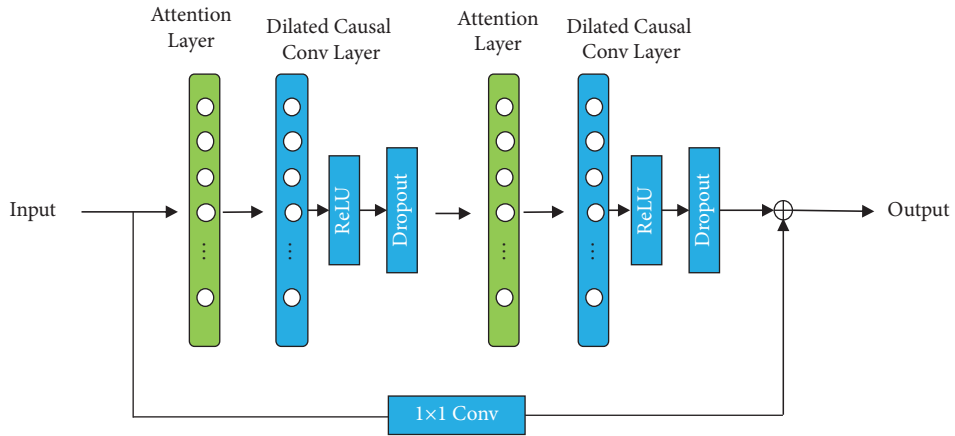 Attention
Layer
Dilated Causal
Conv Layer
Attention
Layer
Dilated Causal
Conv Layer
Input
...
...
ReLU
Dropout
...
...
ReLU
Dropout
Output
1×1 Conv